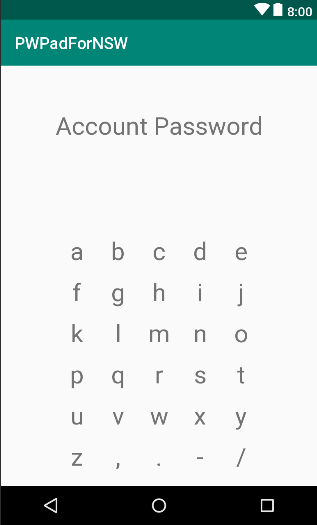 8:00
PWPadForNSW
Account Password
a b c d e
f g h i j
k l m n o
p q r s t
u v w x y
z , . - /